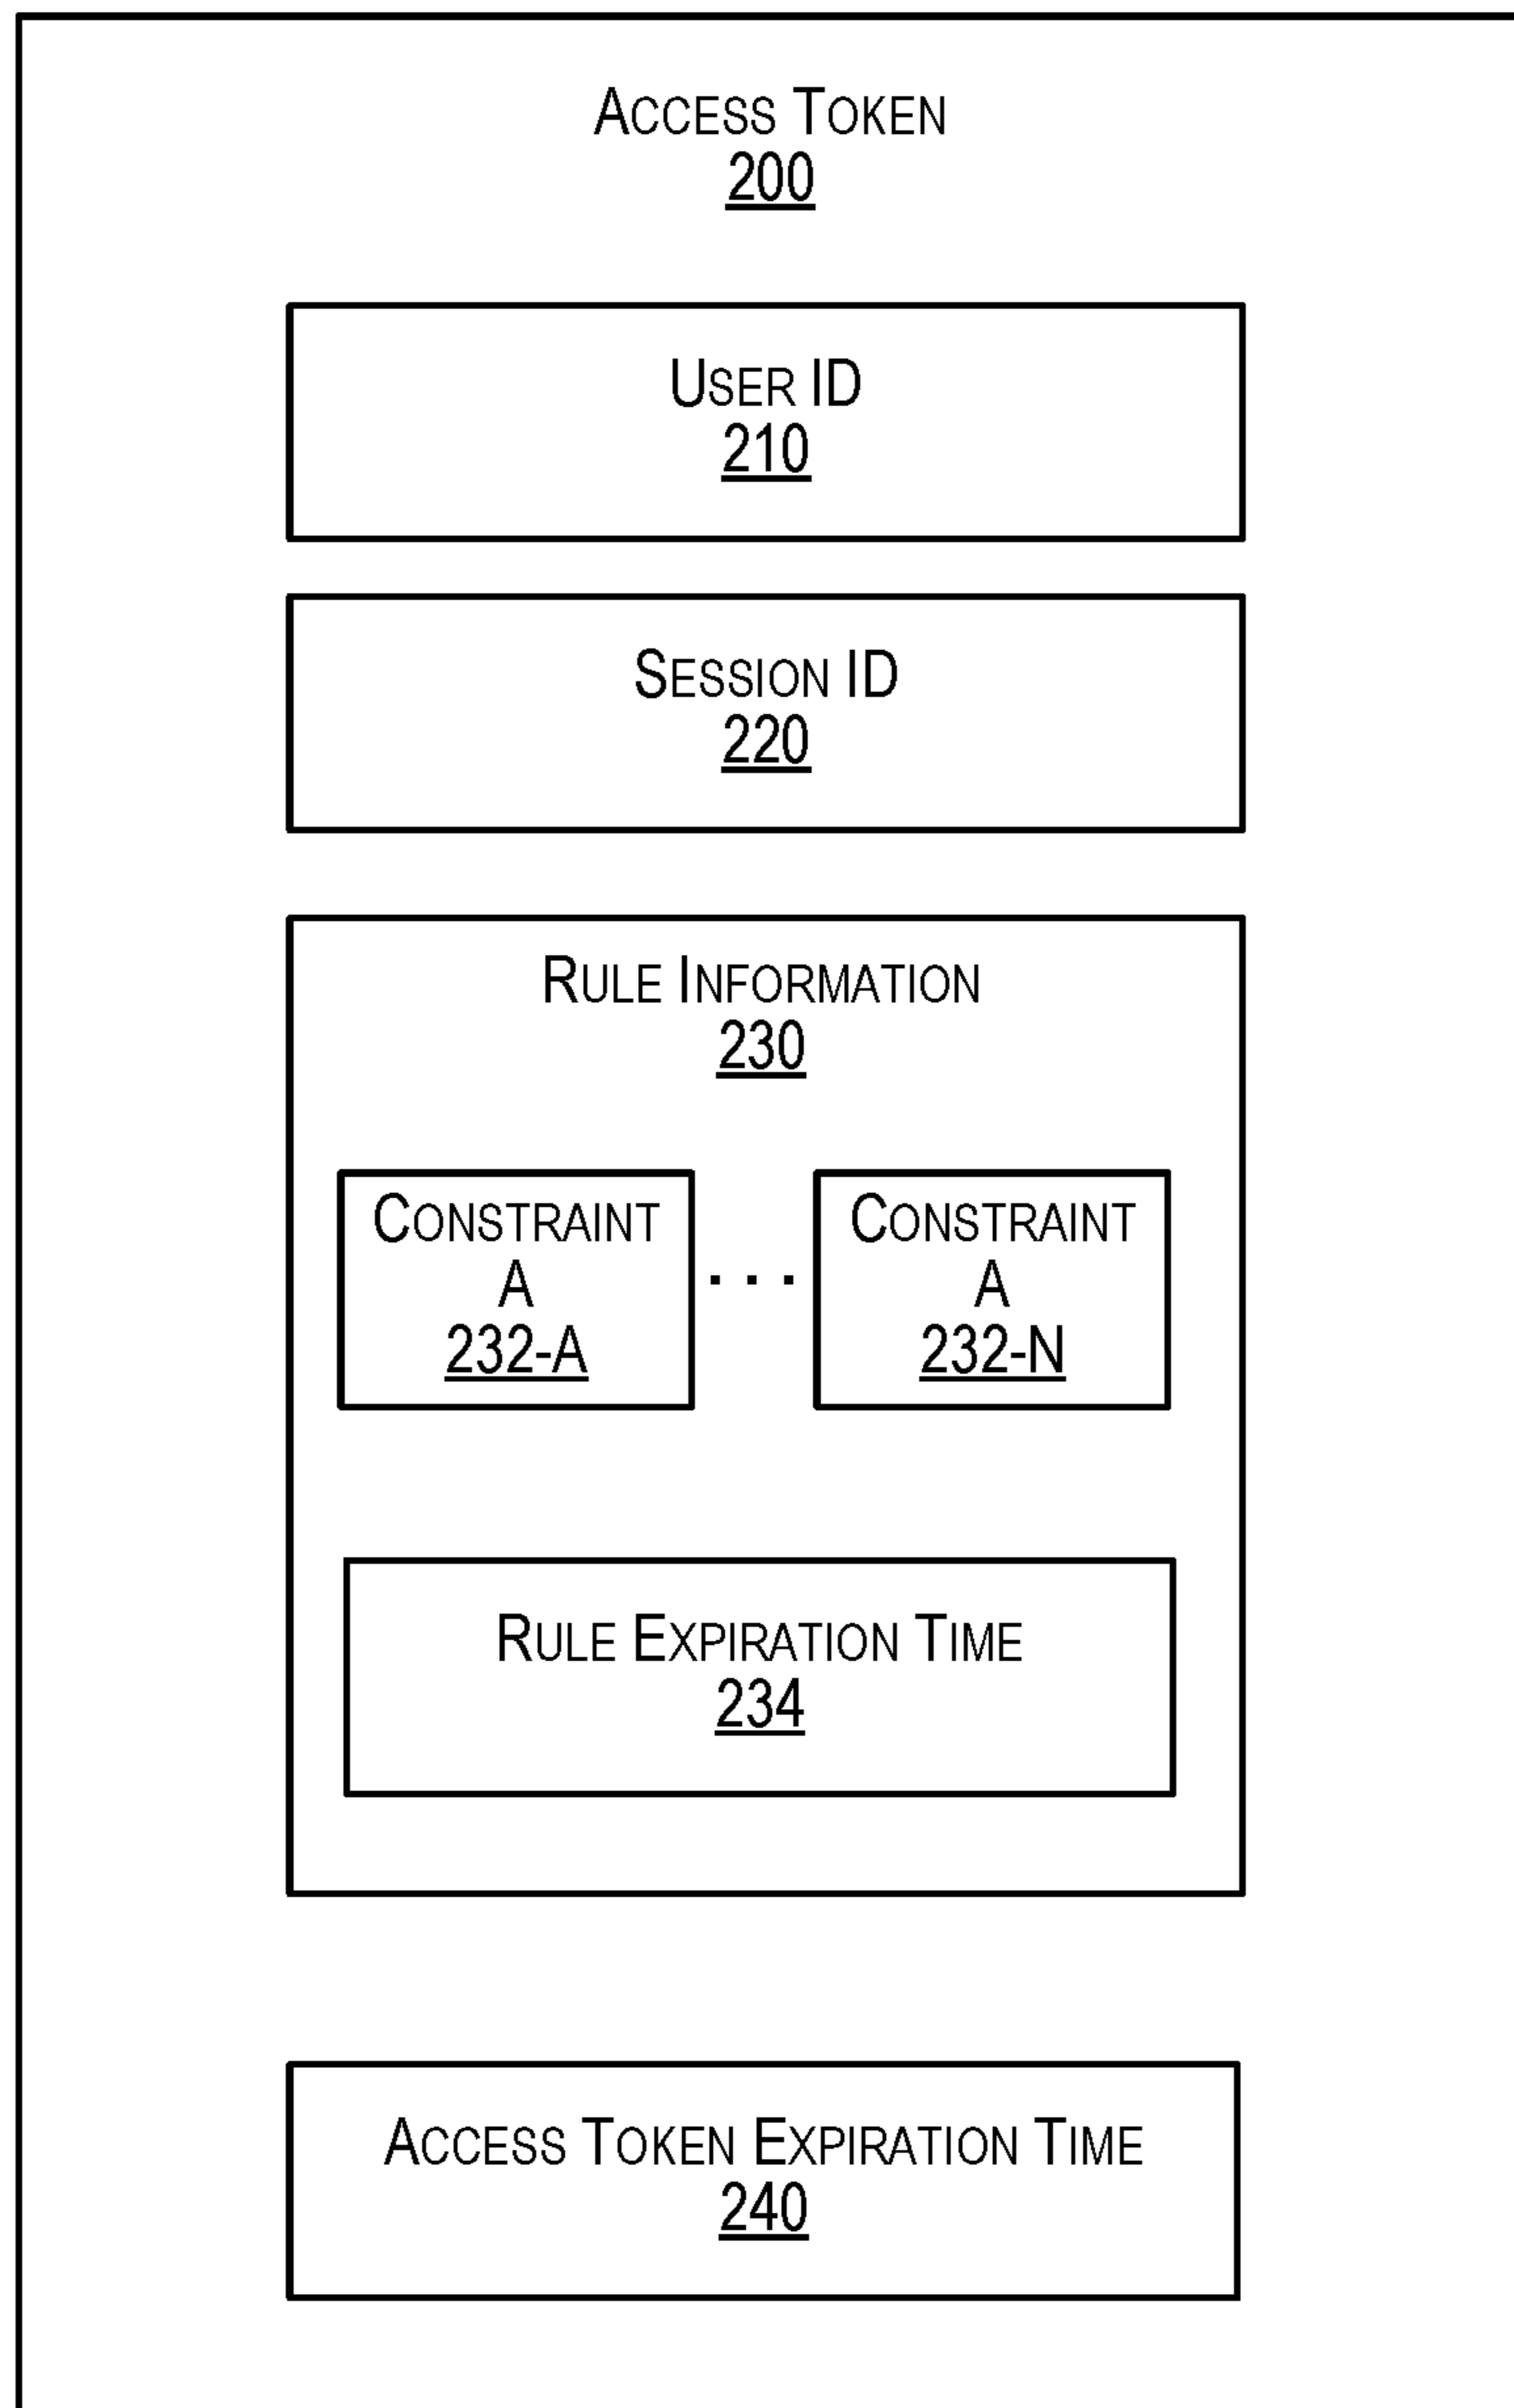 Access Token
200
User ID
210
Session ID
220
Rule Information
230
Constraint
A
232-A
...
Constraint
A
232-N
Rule Expiration Time
234
Access Token Expiration Time
240